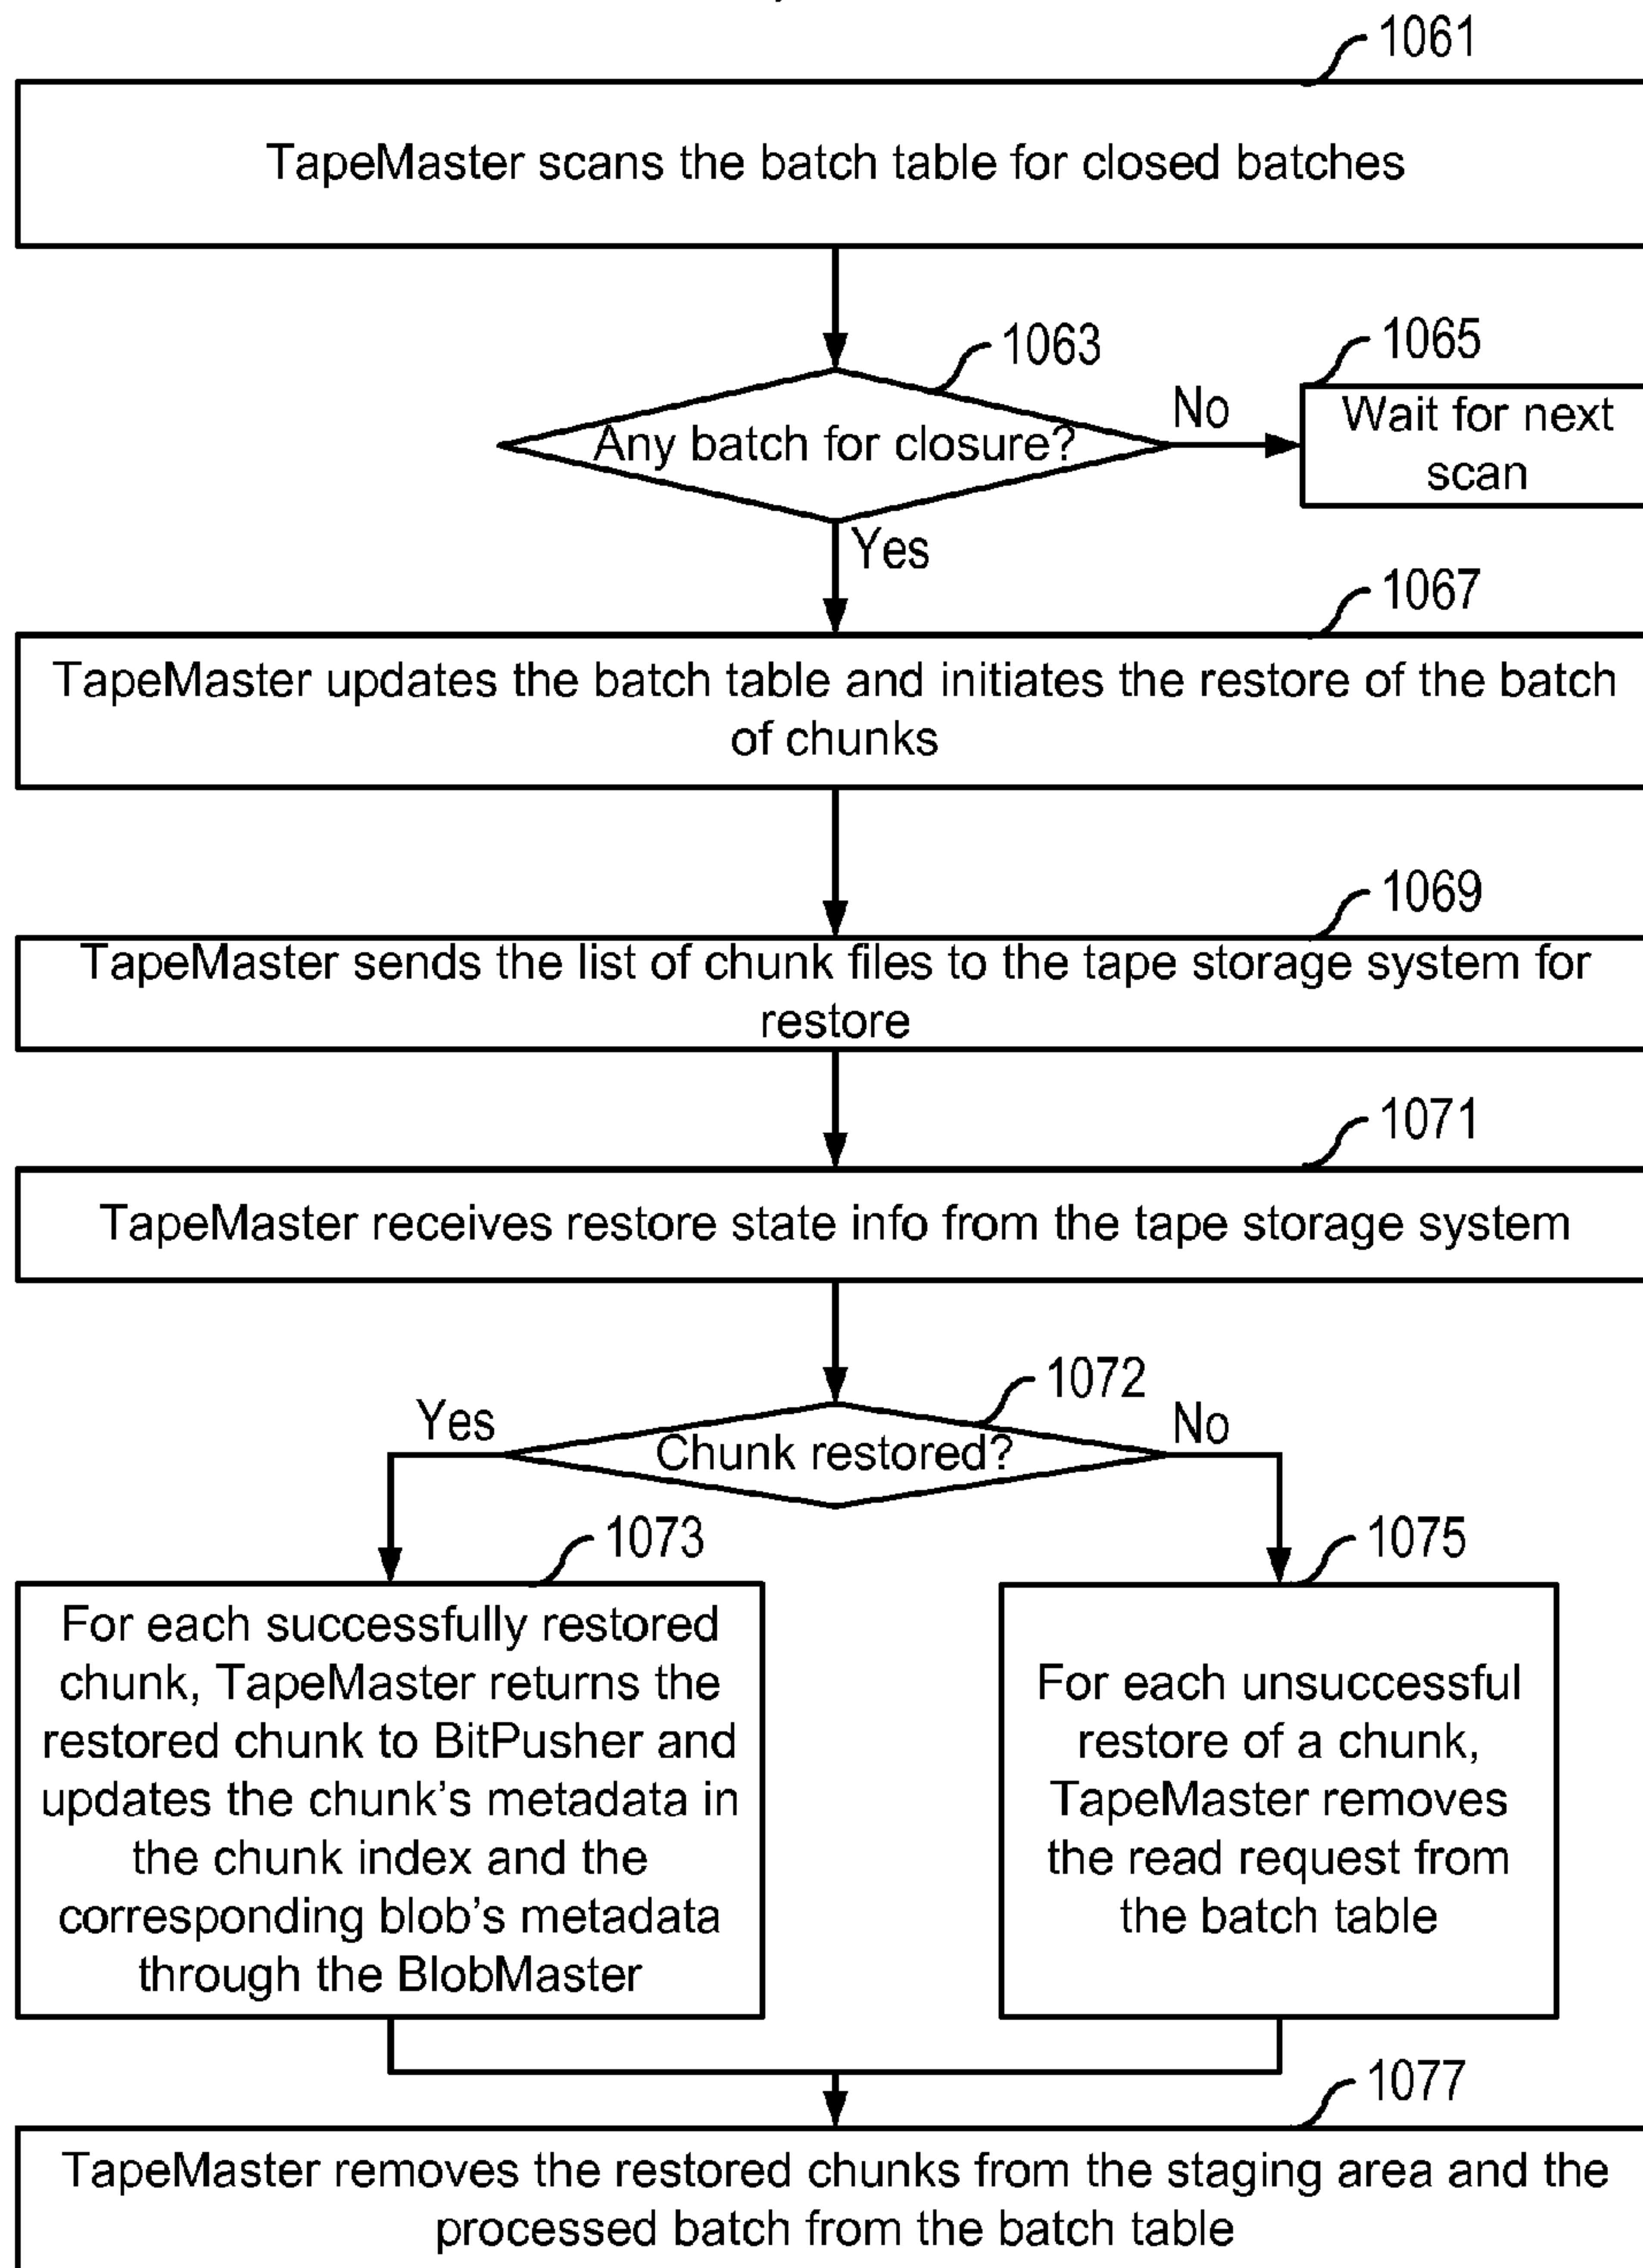 1061
TapeMaster scans the batch table for closed batches
1063
1065
Any batch for closure?
No
Wait for next
scan
Yes
1067
TapeMaster updates the batch table and initiates the restore of the batch
of chunks
1069
TapeMaster sends the list of chunk files to the tape storage system for
restore
1071
TapeMaster receives restore state info from the tape storage system
1072
Yes
Chunk restored?
No
1073
For each successfully restored
chunk, TapeMaster returns the
restored chunk to BitPusher and
updates the chunk's metadata in
the chunk index and the
corresponding blob's metadata
through the BlobMaster
1075
For each unsuccessful
restore of a chunk,
TapeMaster removes
the read request from
the batch table
1077
TapeMaster removes the restored chunks from the staging area and the
processed batch from the batch table